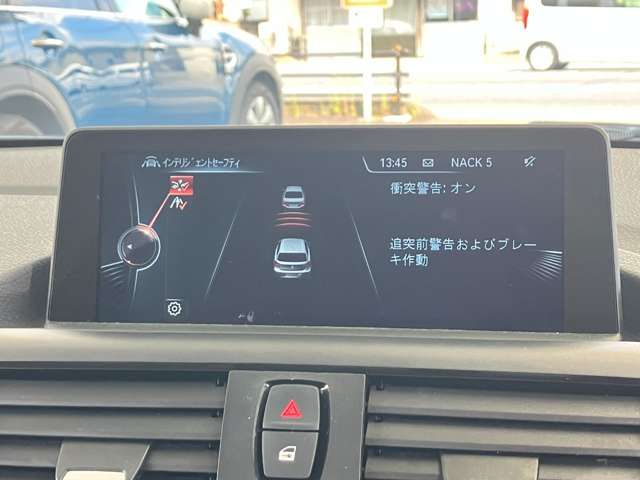 インテリジェントセーフティ
13:45 NACK 5
衝突警告: オン
追突前警告およびブレー
キ作動